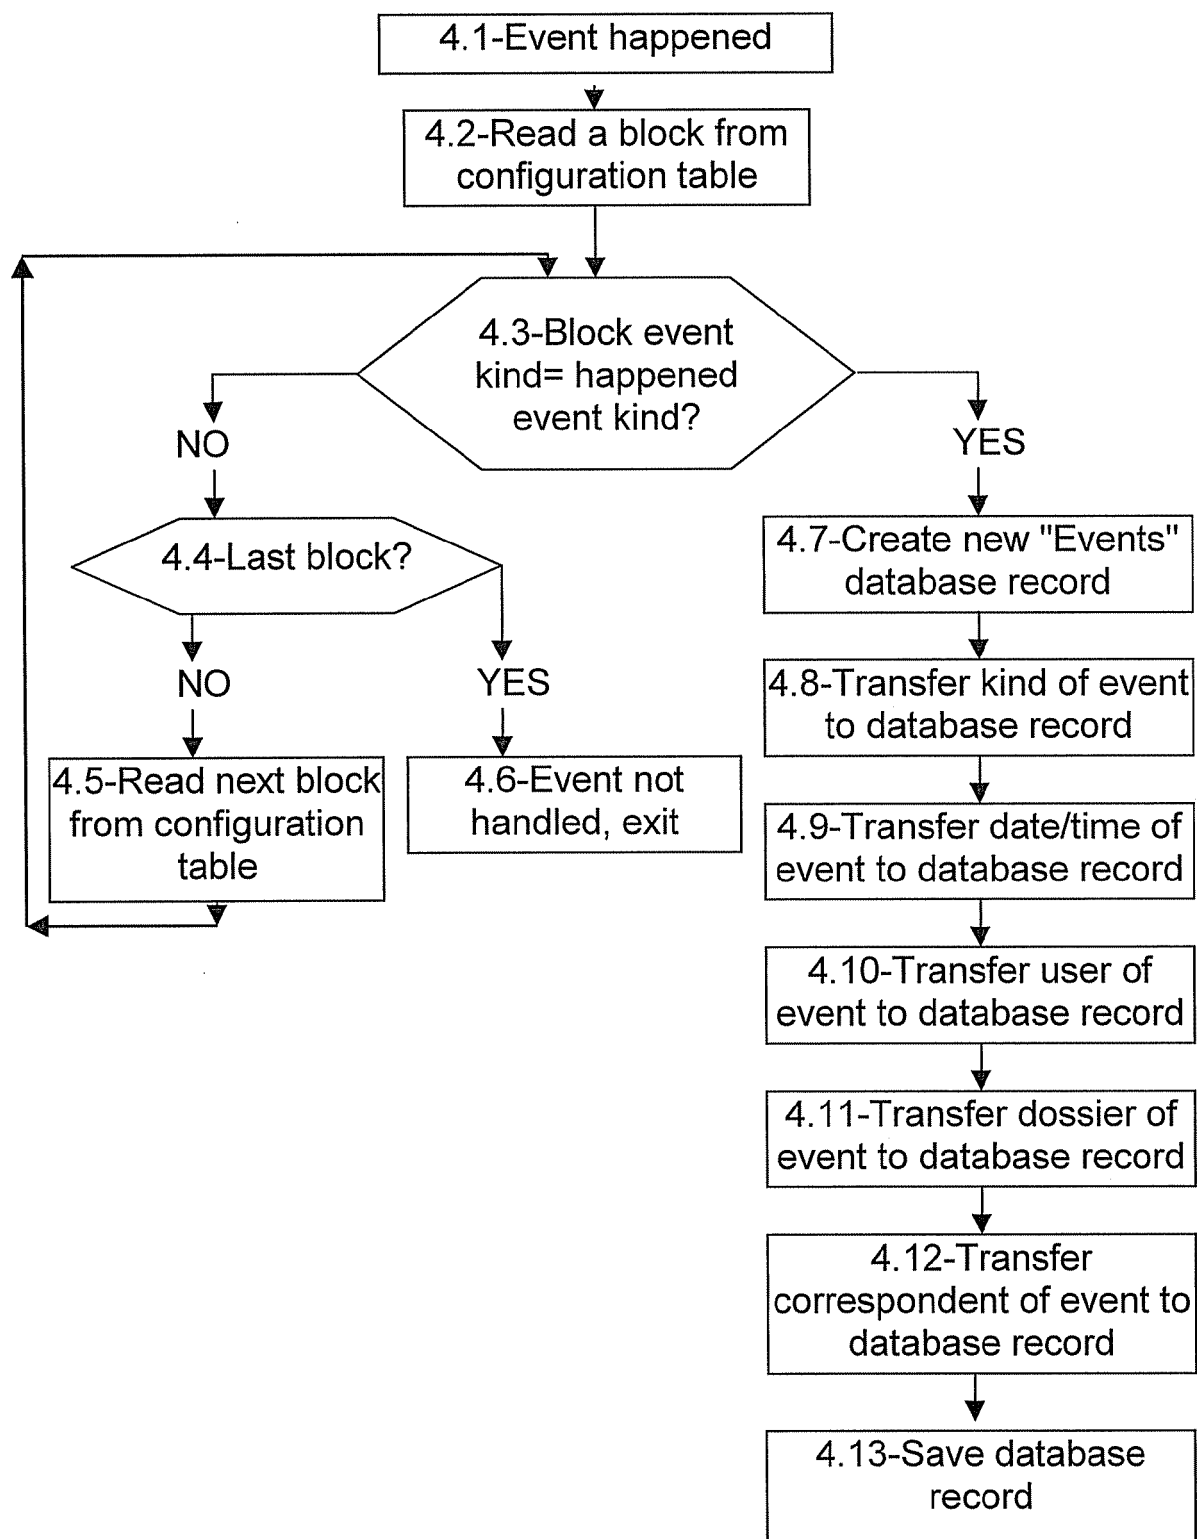 4.1-Event happened
4.2-Read a block from
configuration table
4.3-Block event
kind= happened
event kind?
NO
YES
4.4-Last block?
NO
YES
4.5-Read next block
from configuration
table
4.6-Event not
handled, exit
4.7-Create new "Events"
database record
4.8-Transfer kind of event
to database record
4.9-Transfer date/time of
event to database record
4.10-Transfer user of
event to database record
4.11-Transfer dossier of
event to database record
4.12-Transfer
correspondent of event to
database record
4.13-Save database
record